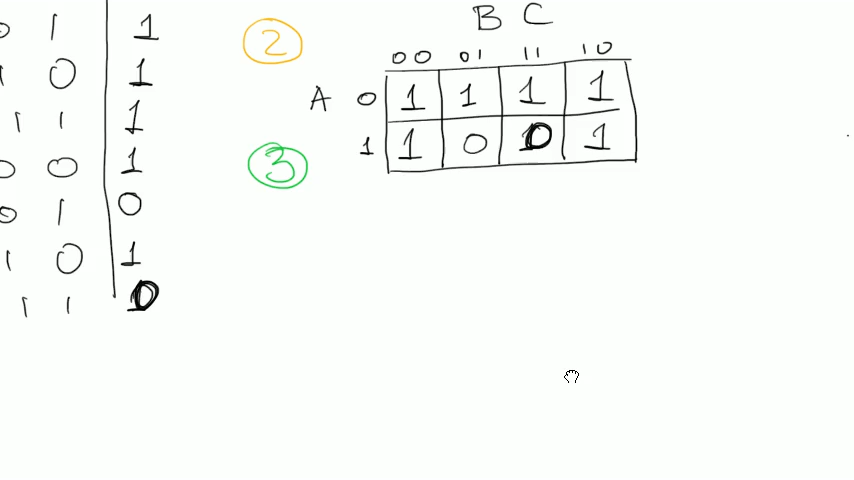 0 1 1
1 0 1
1 1 1
0 0 1
0 1 0
1 0 1
1 1 0
2
B C
00 01 11 10
A 0 1 1 1 1
3
1 1 0 0 1